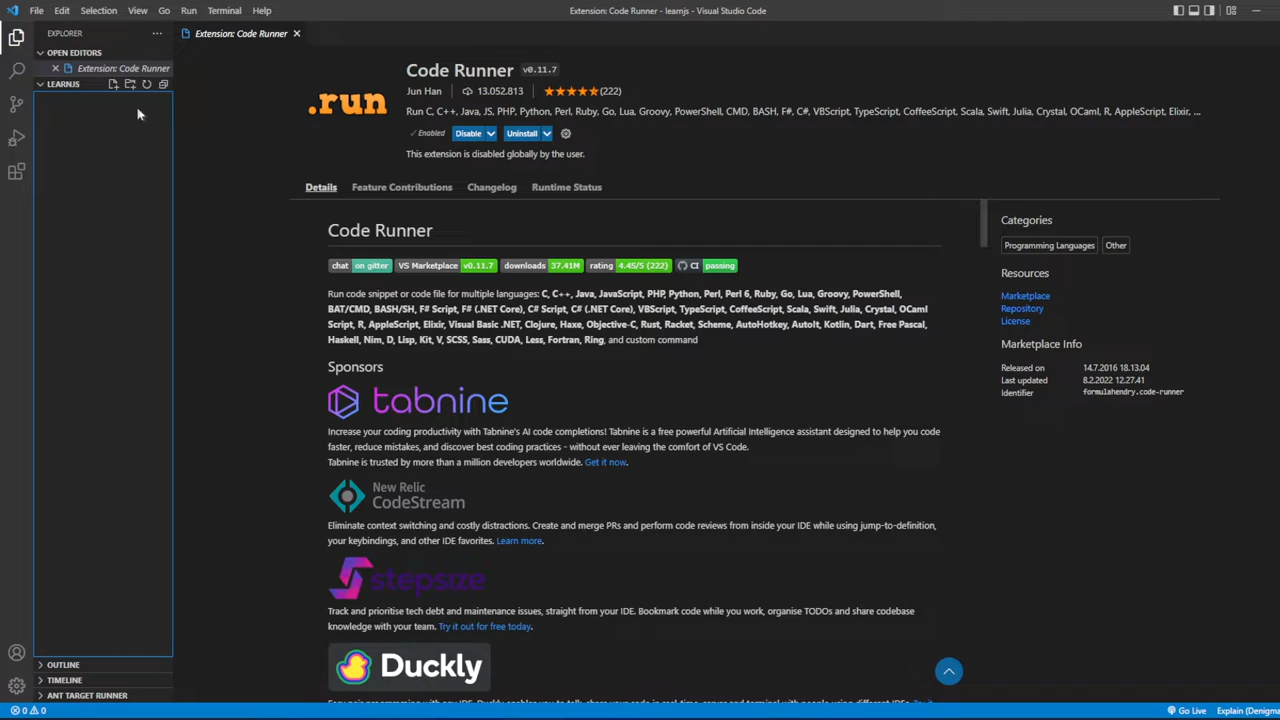 File Edit Selection View Go Run Terminal Help
Extension: Code Runner - learnjs - Visual Studio Code
EXPLORER
OPEN EDITORS
Extension: Code Runner
LEARNJS
OUTLINE
TIMELINE
ANT TARGET RUNNER
Extension: Code Runner
.run
Code Runner v0.11.7
Jun Han 13.052.813 (222)
Run C, C++, Java, JS, PHP, Python, Perl, Ruby, Go, Lua, Groovy, PowerShell, CMD, BASH, F#, C#, VBScript, TypeScript, CoffeeScript, Scala, Swift, Julia, Crystal, OCaml, R, AppleScript, Elixir, ...
Enabled Disable Uninstall
This extension is disabled globally by the user.
Details Feature Contributions Changelog Runtime Status
Code Runner
chat on gitter VS Marketplace v0.11.7 downloads 37.41M rating 4.45/5 (222) CI passing
Run code snippet or code file for multiple languages: C, C++, Java, JavaScript, PHP, Python, Perl, Perl 6, Ruby, Go, Lua, Groovy, PowerShell,
BAT/CMD, BASH/SH, F# Script, F# (.NET Core), C# Script, C# (.NET Core), VBScript, TypeScript, CoffeeScript, Scala, Swift, Julia, Crystal, OCaml
Script, R, AppleScript, Elixir, Visual Basic .NET, Clojure, Haxe, Objective-C, Rust, Racket, Scheme, AutoHotkey, AutoIt, Kotlin, Dart, Free Pascal,
Haskell, Nim, D, Lisp, Kit, V, SCSS, Sass, CUDA, Less, Fortran, Ring, and custom command
Sponsors
tabnine
Increase your coding productivity with Tabnine's AI code completions! Tabnine is a free powerful Artificial Intelligence assistant designed to help you code
faster, reduce mistakes, and discover best coding practices - without ever leaving the comfort of VS Code.
Tabnine is trusted by more than a million developers worldwide. Get it now.
New Relic
CodeStream
Eliminate context switching and costly distractions. Create and merge PRs and perform code reviews from inside your IDE while using jump-to-definition,
your keybindings, and other IDE favorites. Learn more.
stepsize
Track and prioritise tech debt and maintenance issues, straight from your IDE. Bookmark code while you work, organise TODOs and share codebase
knowledge with your team. Try it out for free today.
Duckly
Categories
Programming Languages Other
Resources
Marketplace
Repository
License
Marketplace Info
Released on 14.7.2016 18.13.04
Last updated 8.2.2022 12.27.41
Identifier formulahendry.code-runner
0 0
Go Live Explain (Denigma